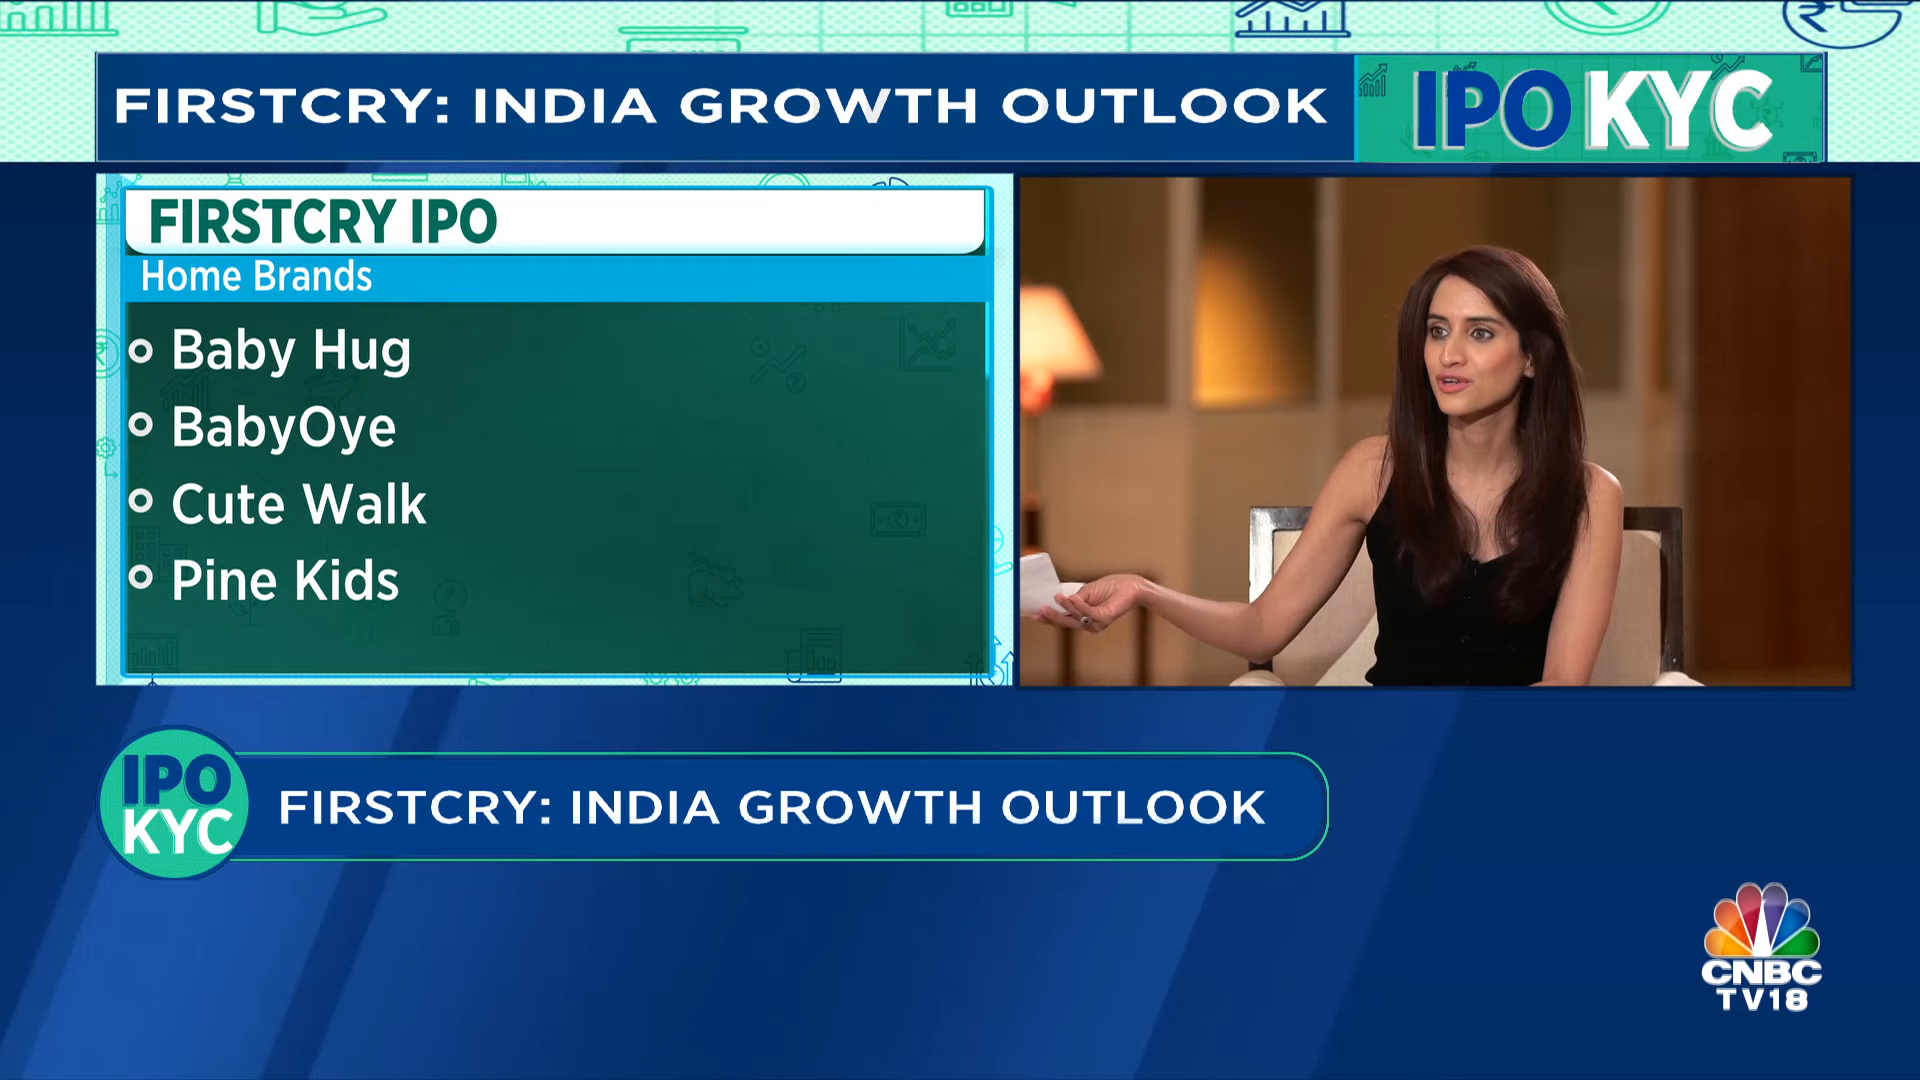 FIRSTCRY: INDIA GROWTH OUTLOOK
IPO KYC
FIRSTCRY IPO
Home Brands
Baby Hug
BabyOye
Cute Walk
Pine Kids
IPO
KYC
FIRSTCRY: INDIA GROWTH OUTLOOK
CNBC
TV18